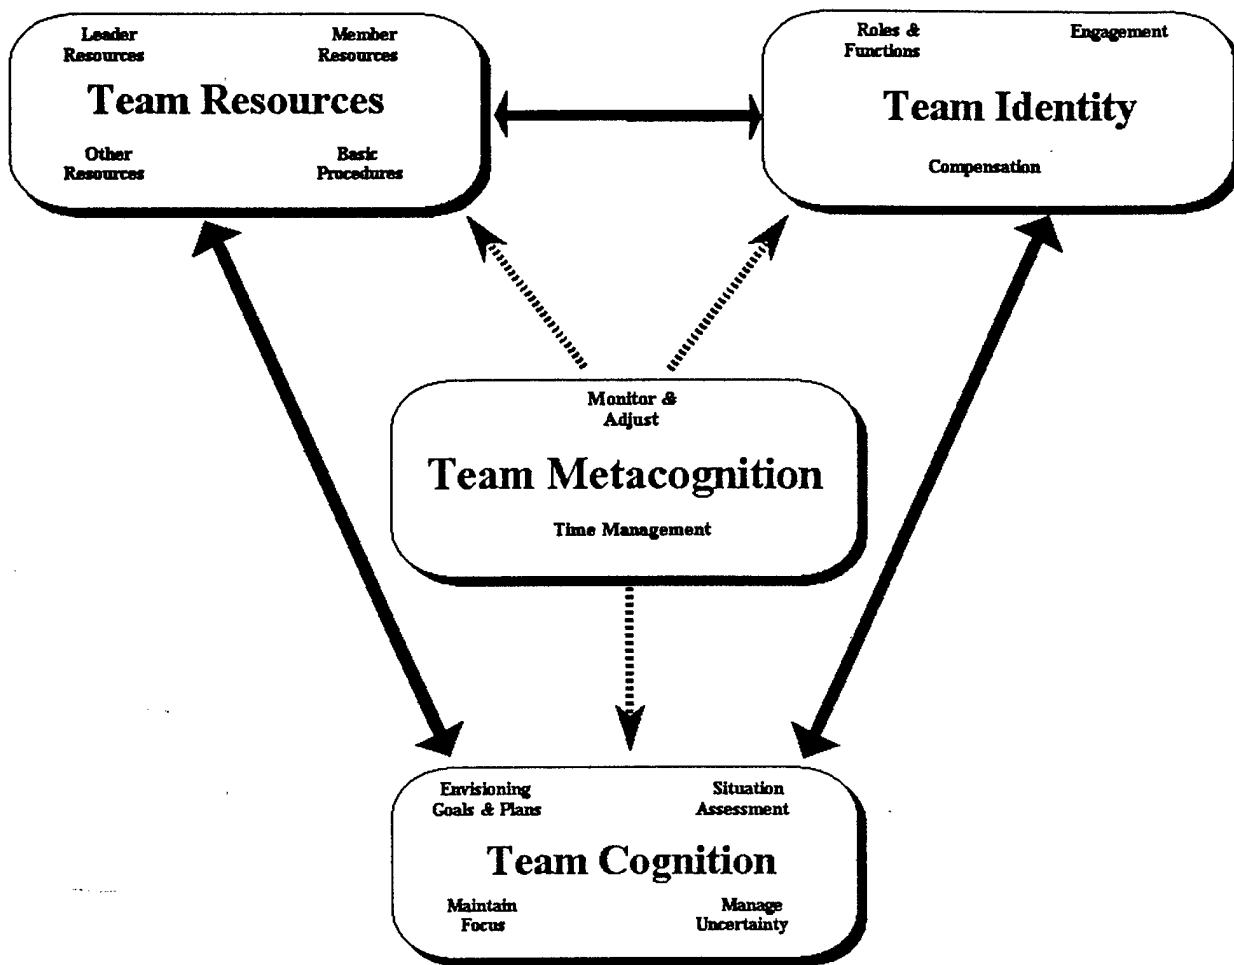 Leader
Resources
Member
Resources
Team Resources
Other
Resources
Basic
Procedures
Roles &
Functions
Engagement
Team Identity
Compensation
Monitor &
Adjust
Team Metacognition
Time Management
Envisioning
Goals & Plans
Situation
Assessment
Team Cognition
Maintain
Focus
Manage
Uncertainty